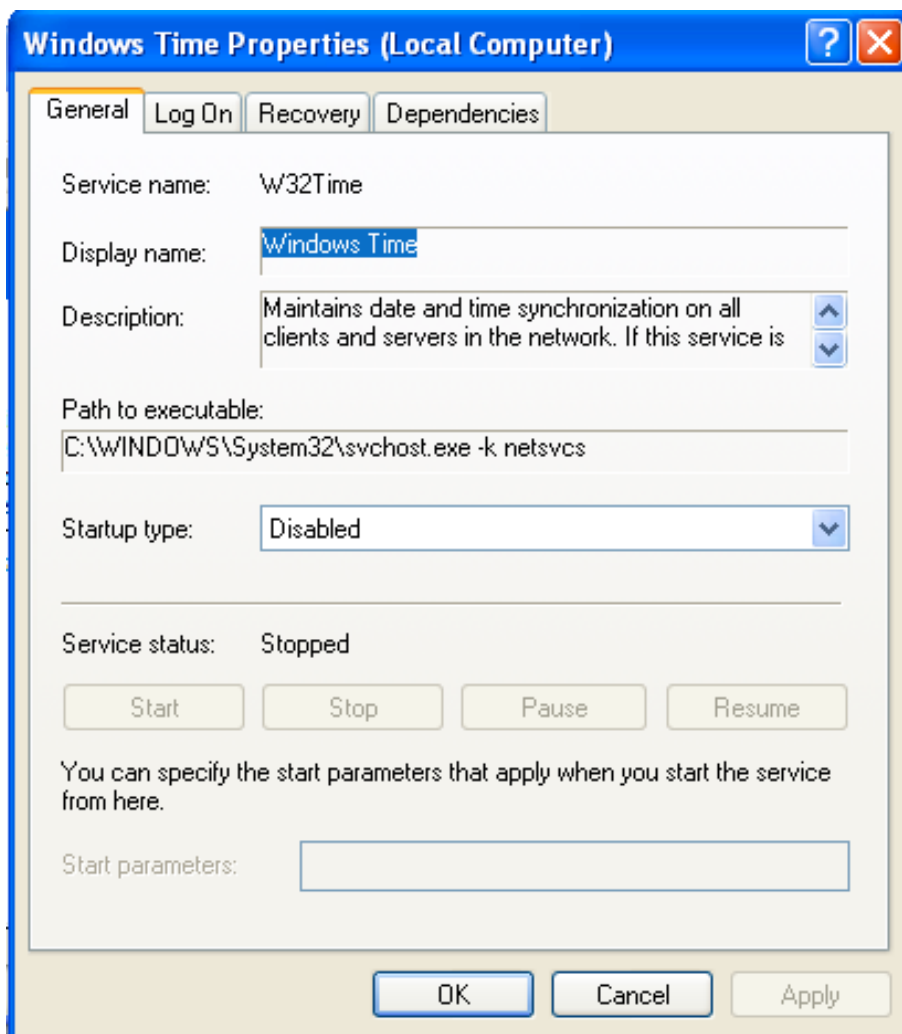 Windows Time Properties (Local Computer)
General Log On Recovery Dependencies
Service name: W32Time
Display name: Windows Time
Description: Maintains date and time synchronization on all
clients and servers in the network. If this service is
Path to executable:
C:\WINDOWS\System32\svchost.exe -k netsvcs
Startup type: Disabled
Service status: Stopped
Start Stop Pause Resume
You can specify the start parameters that apply when you start the service
from here.
Start parameters:
OK Cancel Apply